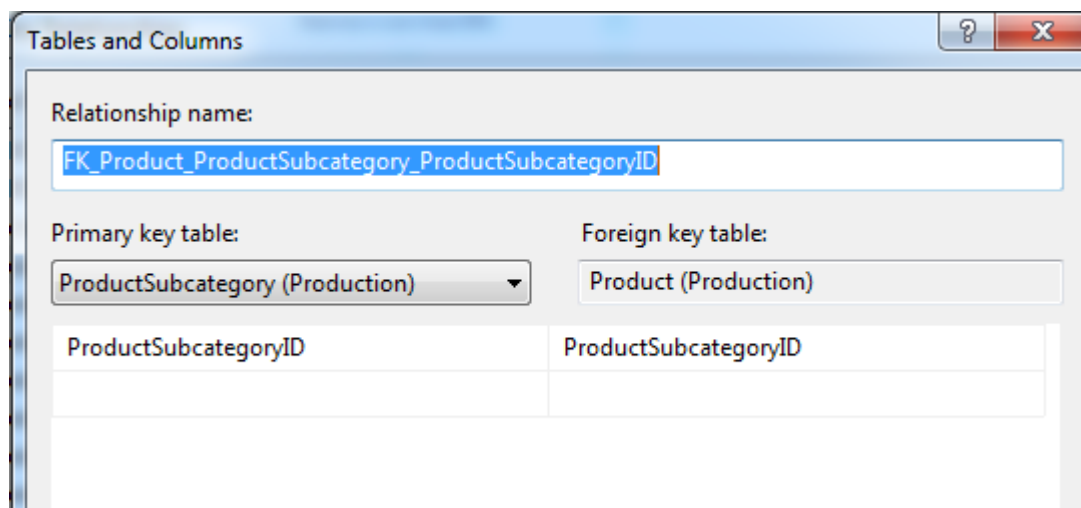 Tables and Columns
Relationship name:
FK_Product_ProductSubcategory_ProductSubcategoryID
Primary key table:
Foreign key table:
ProductSubcategory (Production)
Product (Production)
ProductSubcategoryID
ProductSubcategoryID